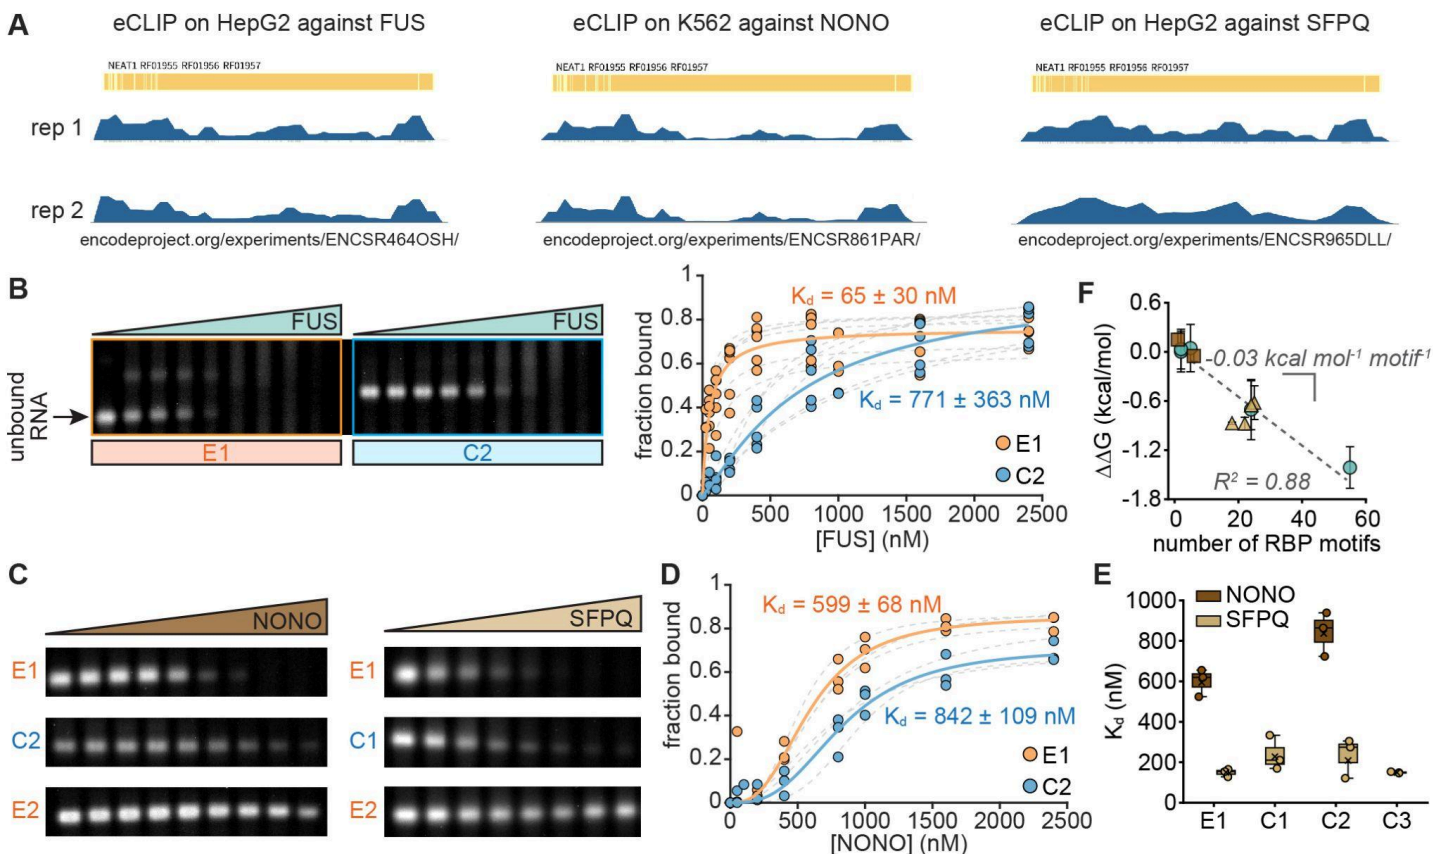 A
eCLIP on HepG2 against FUS
eCLIP on K562 against NONO
eCLIP on HepG2 against SFPQ
NEAT1 RF01955 RF01956 RF01957
NEAT1 RF01955 RF01956 RF01957
NEAT1 RF01955 RF01956 RF01957
rep 1
rep 2
encodeproject.org/experiments/ENCSR464OSH/
encodeproject.org/experiments/ENCSR861PAR/
encodeproject.org/experiments/ENCSR965DLL/
B
FUS
FUS
unbound
RNA
E1
C2
1
0.8
0.6
0.4
0.2
0
fraction bound
Kd = 65 ± 30 nM
Kd = 771 ± 363 nM
E1
C2
0
500
1000
1500
2000
2500
[FUS] (nM)
F
0.6
0.0
-0.6
-1.2
-1.8
ΔΔG (kcal/mol)
-0.03 kcal mol⁻¹ motif⁻¹
R² = 0.88
0
20
40
60
number of RBP motifs
C
NONO
SFPQ
E1
C2
E2
E1
C1
E2
D
1
0.8
0.6
0.4
0.2
0
fraction bound
Kd = 599 ± 68 nM
Kd = 842 ± 109 nM
E1
C2
0
500
1000
1500
2000
2500
[NONO] (nM)
E
NONO
SFPQ
1000
800
600
400
200
0
Kd (nM)
E1
C1
C2
C3